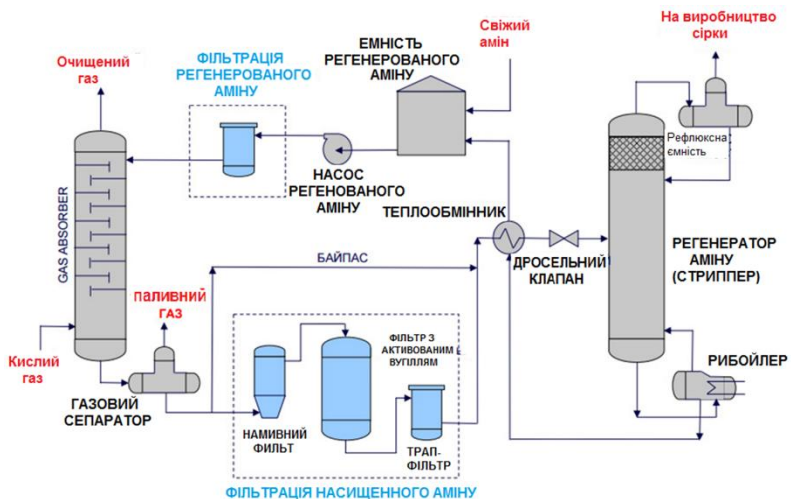 На виробництво
сірки
Свіжий
амін
ЕМНІСТЬ
РЕГЕНЕРОВАНОГО
АМІНУ
ФІЛЬТРАЦІЯ
РЕГЕНЕРОВАНОГО
АМІНУ
Очищений
газ
Рефлюксна
ємність
НАСОС
РЕГЕНОВАНОГО
АМІНУ
ТЕПЛООБМІННИК
GAS ABSORBER
РЕГЕНЕРАТОР
АМІНУ
(СТРИППЕР)
ДРОСЕЛЬНИЙ
КЛАПАН
БАЙПАС
ПАЛИВНИЙ
ГАЗ
Кислий
газ
ФІЛЬТР З
АКТИВОВАНИМ
ВУГІЛЛЯМ
РИБОЙЛЕР
ГАЗОВИЙ
СЕПАРАТОР
НАМИВНИЙ
ФИЛЬТ
ТРАП-
ФІЛЬТР
ФІЛЬТРАЦІЯ НАСИЩЕННОГО АМІНУ